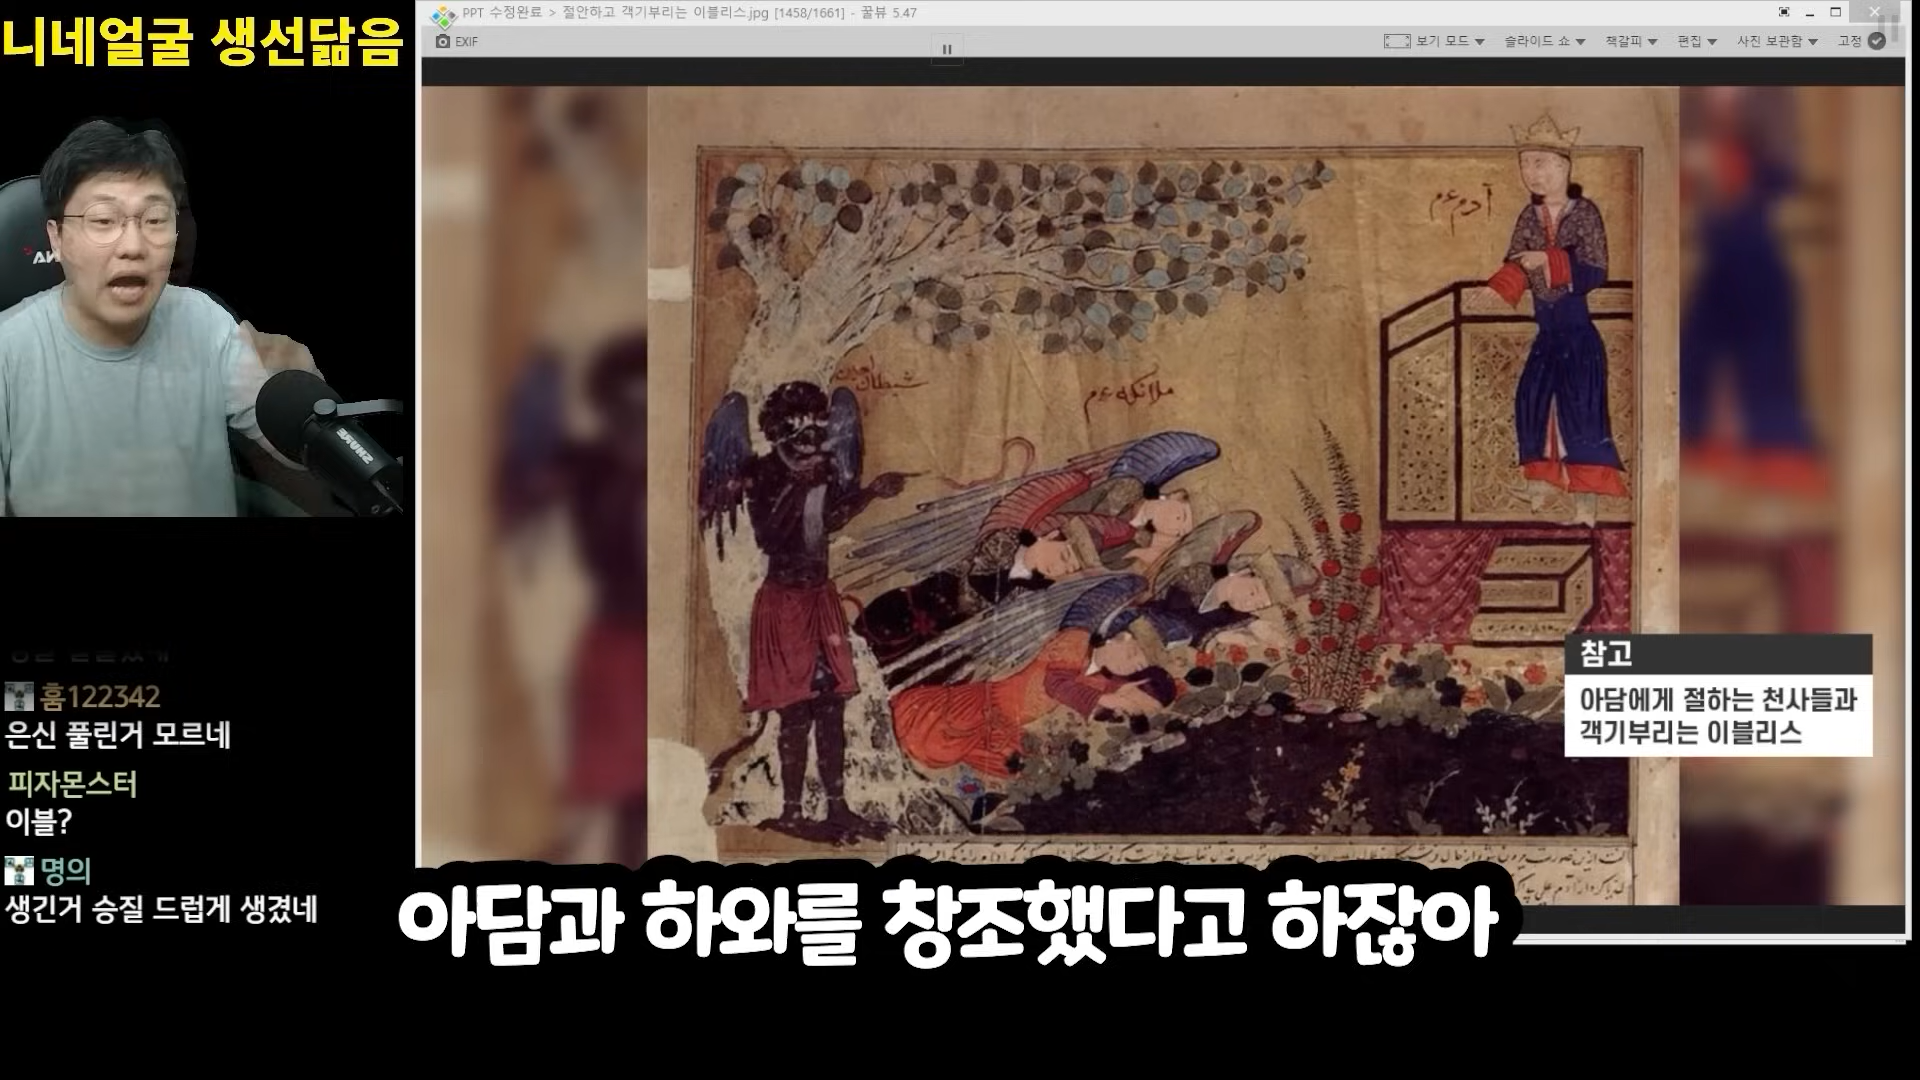 니네얼굴 생선닮음
PPT 수정완료 > 절안하고 객기부리는 이블리스.jpg [1458/1661] - 꿀뷰 5.47
EXIF
보기 모드 슬라이드 쇼 책갈피 편집 사진 보관함 고정
آدم ع م
شیطان لعین
ملائكه ع م
SHURE
참고
아담에게 절하는 천사들과
객기부리는 이블리스
훔122342
은신 풀린거 모르네
피자몬스터
이블?
명의
생긴거 승질 드럽게 생겼네
아담과 하와를 창조했다고 하잖아